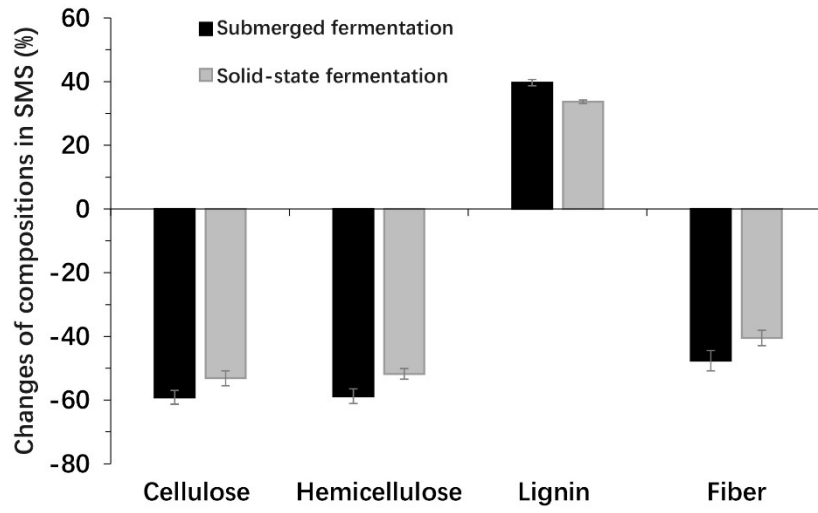 Changes of compositions in SMS (%)
60
40
20
0
-20
-40
-60
-80
Submerged fermentation
Solid-state fermentation
Cellulose Hemicellulose Lignin Fiber